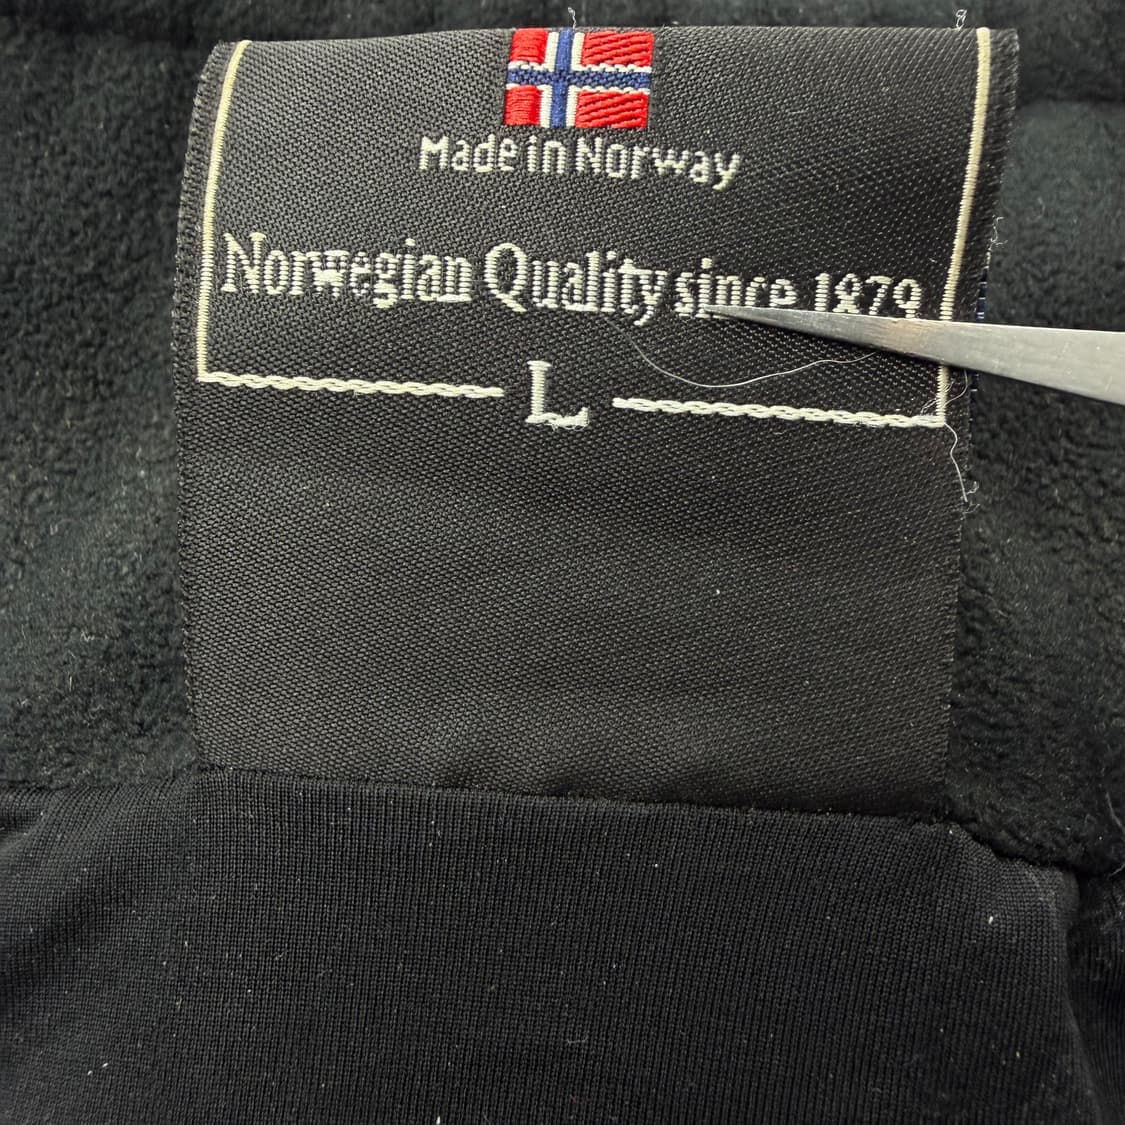 Made in Norway
Norwegian Quality since 1879
L